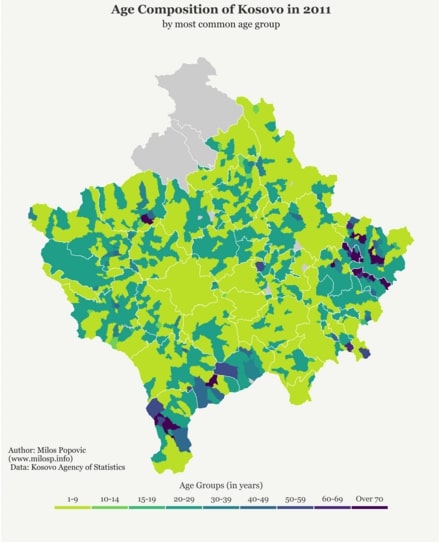 Age Composition of Kosovo in 2011
by most common age group
Author: Milos Popovic
(www.milosp.info)
Data: Kosovo Agency of Statistics
Age Groups (in years)
1-9 10-14 15-19 20-29 30-39 40-49 50-59 60-69 Over 70